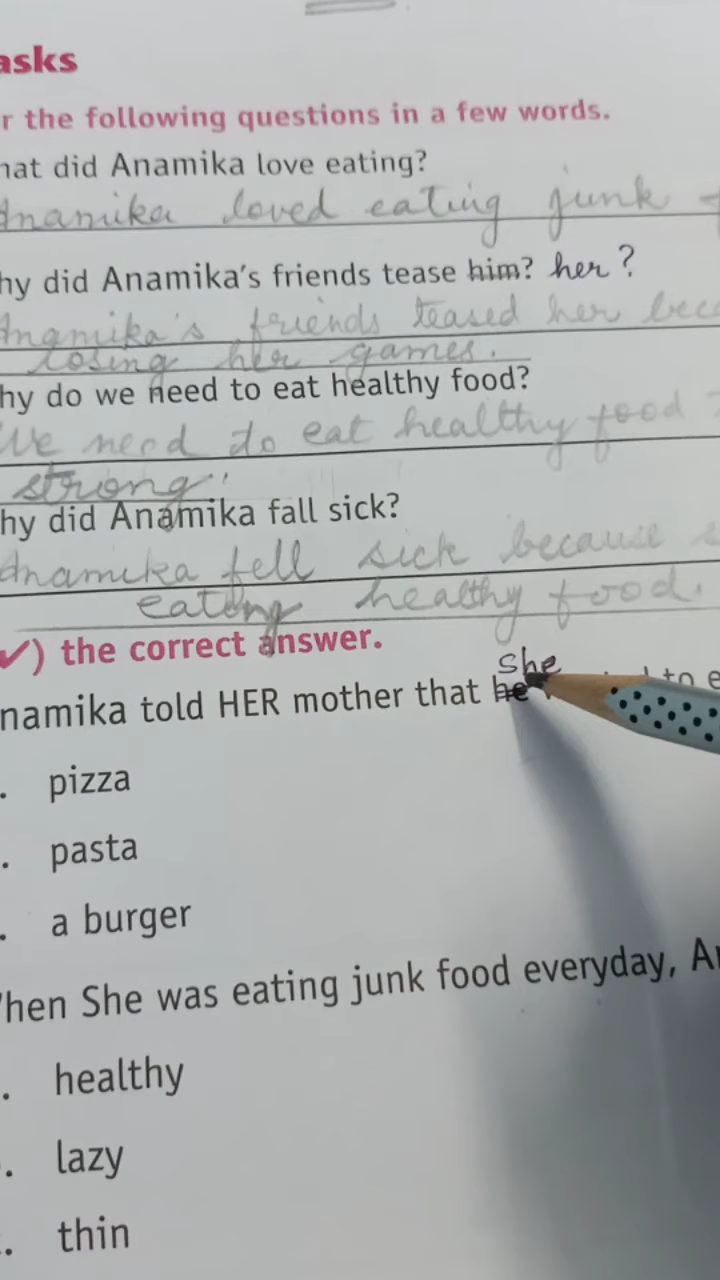 asks
r the following questions in a few words.
hat did Anamika love eating?
Anamika loved eating junk
hy did Anamika's friends tease him? her?
Anamika's friends teased her beca
losing her games.
hy do we need to eat healthy food?
We need do eat healthy food
strong.
hy did Anamika fall sick?
Anamika fell sick because s
eating healthy food.
✓) the correct answer.
she
namika told HER mother that he to e
. pizza
. pasta
. a burger
When She was eating junk food everyday, An
. healthy
. lazy
. thin